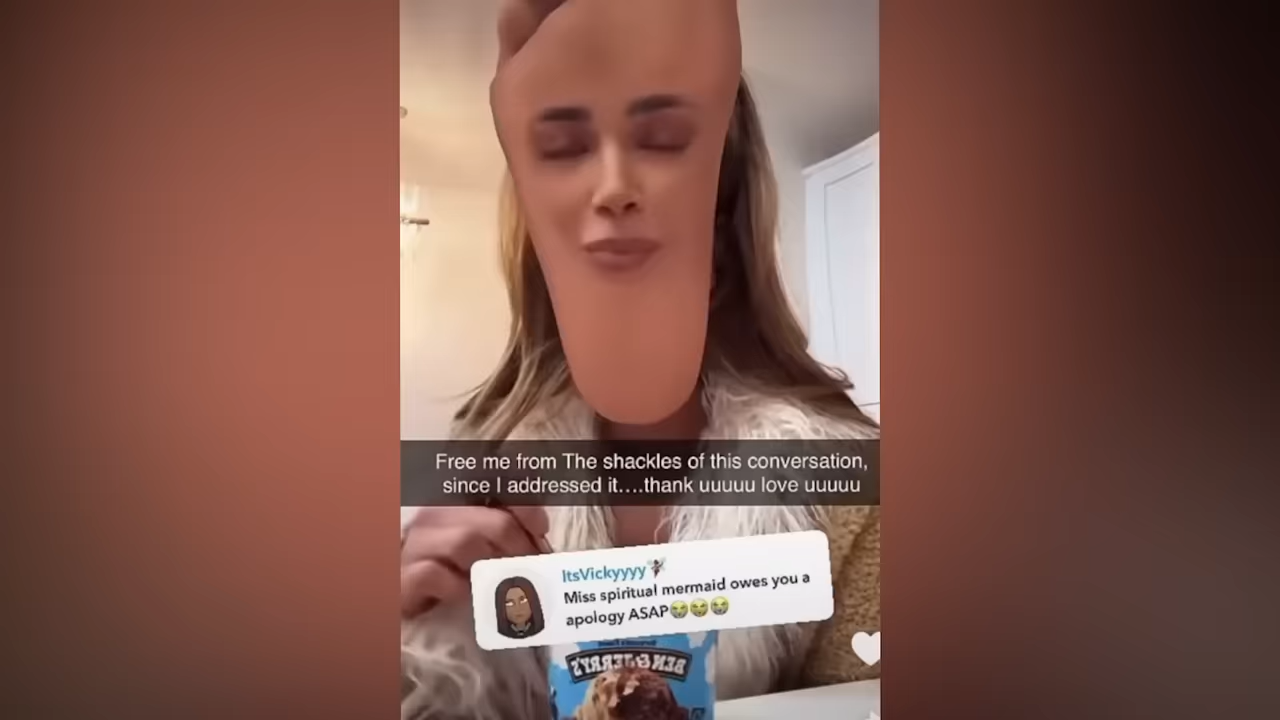 Free me from The shackles of this conversation,
since I addressed it....thank uuuuu love uuuuu
ItsVickyyyy🧚
Miss spiritual mermaid owes you a
apology ASAP😭😭😭
BEN & JERRY'S